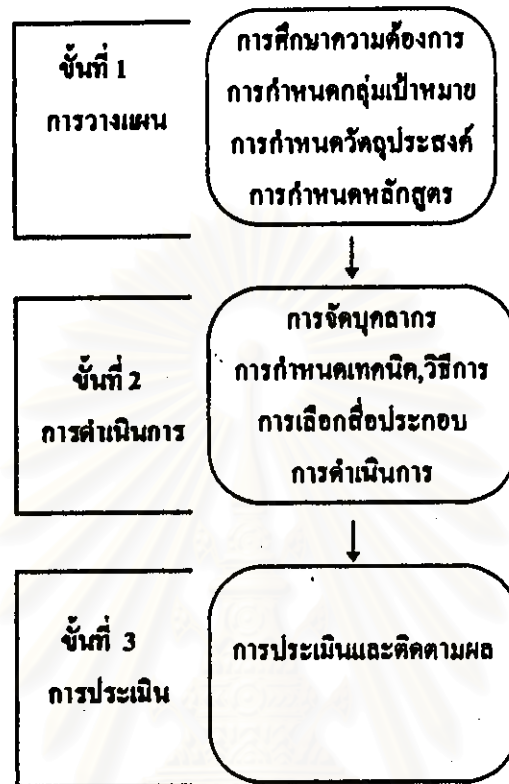 ขั้นที่ 1
การวางแผน
การศึกษาความต้องการ
การกำหนดกลุ่มเป้าหมาย
การกำหนดวัตถุประสงค์
การกำหนดหลักสูตร
ขั้นที่ 2
การดำเนินการ
การจัดบุคลากร
การกำหนดเทคนิค,วิธีการ
การเลือกสื่อประกอบ
การดำเนินการ
ขั้นที่ 3
การประเมิน
การประเมินและติดตามผล